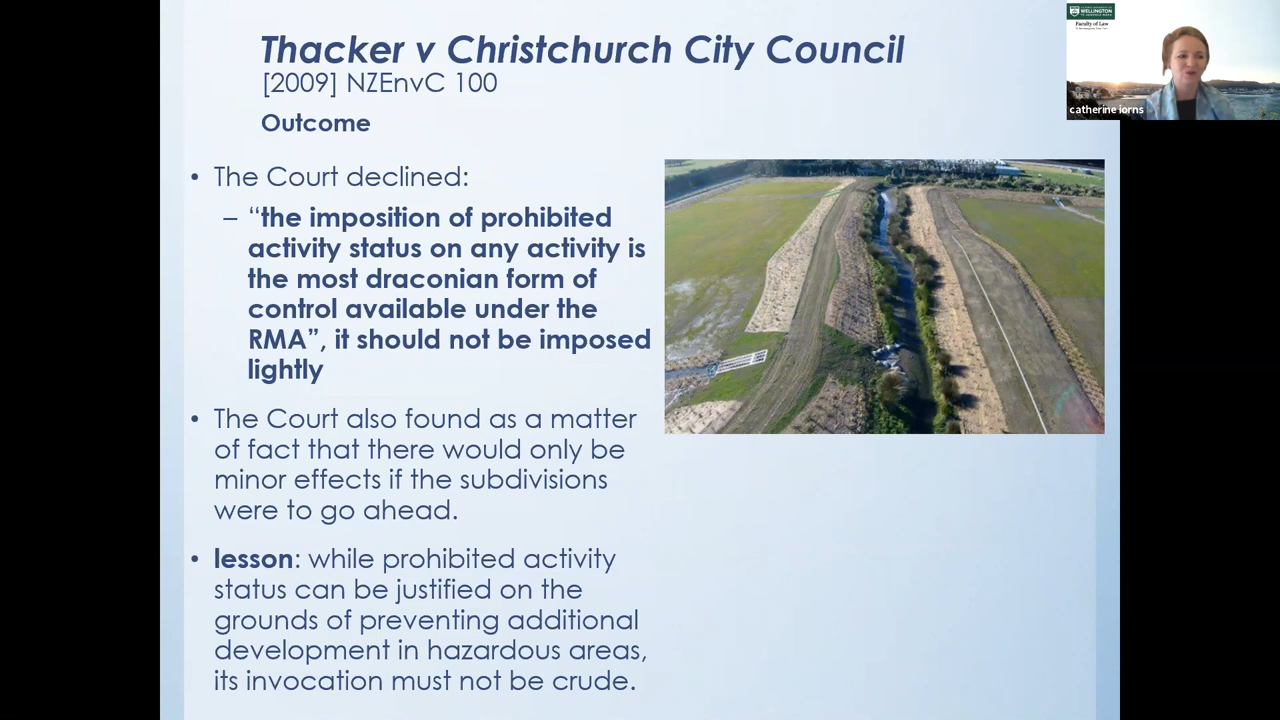 Thacker v Christchurch City Council
[2009] NZEnvC 100
Outcome
• The Court declined:
– “the imposition of prohibited
activity status on any activity is
the most draconian form of
control available under the
RMA”, it should not be imposed
lightly
• The Court also found as a matter
of fact that there would only be
minor effects if the subdivisions
were to go ahead.
• lesson: while prohibited activity
status can be justified on the
grounds of preventing additional
development in hazardous areas,
its invocation must not be crude.
WELLINGTON
Faculty of Law
catherine iorns